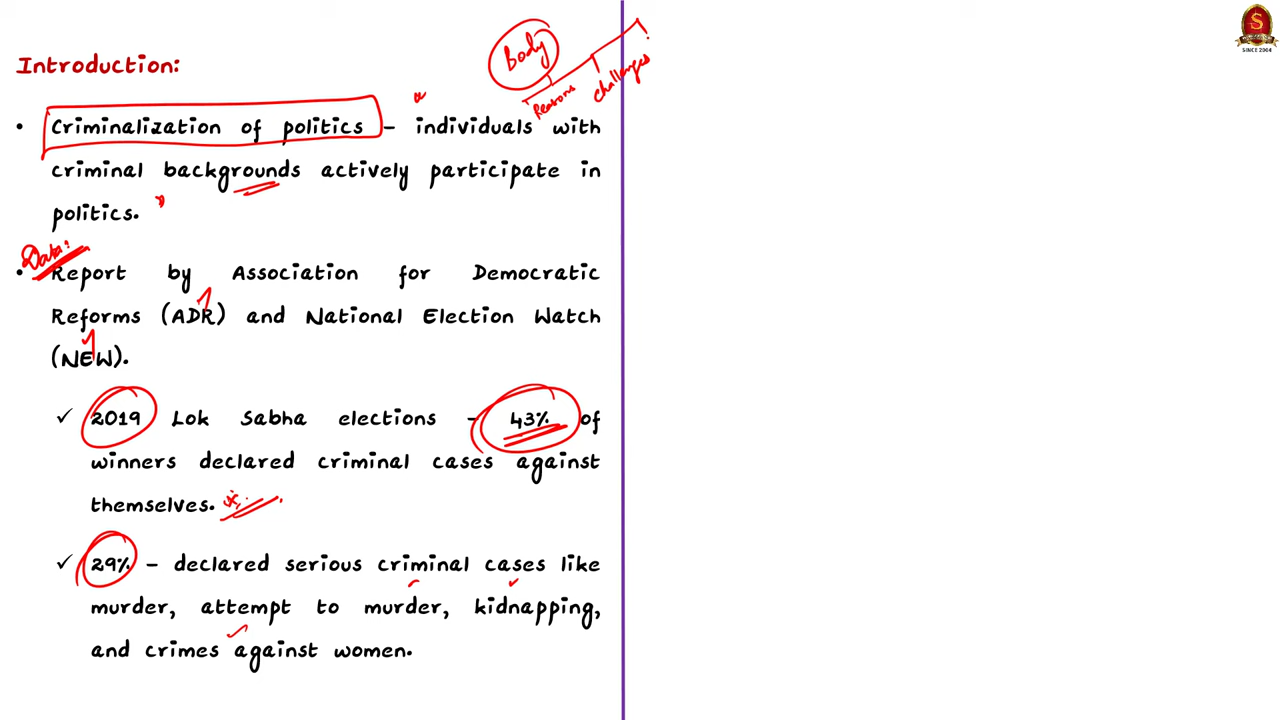 Introduction:
Body
Reasons
challenges
• Criminalization of politics - individuals with
criminal backgrounds actively participate in
politics.
Data:
• Report by Association for Democratic
Reforms (ADR) and National Election Watch
(NEW).
✓ 2019 Lok Sabha elections - 43% of
winners declared criminal cases against
themselves.
✓ 29% - declared serious criminal cases like
murder, attempt to murder, kidnapping,
and crimes against women.
S
SINCE 2004